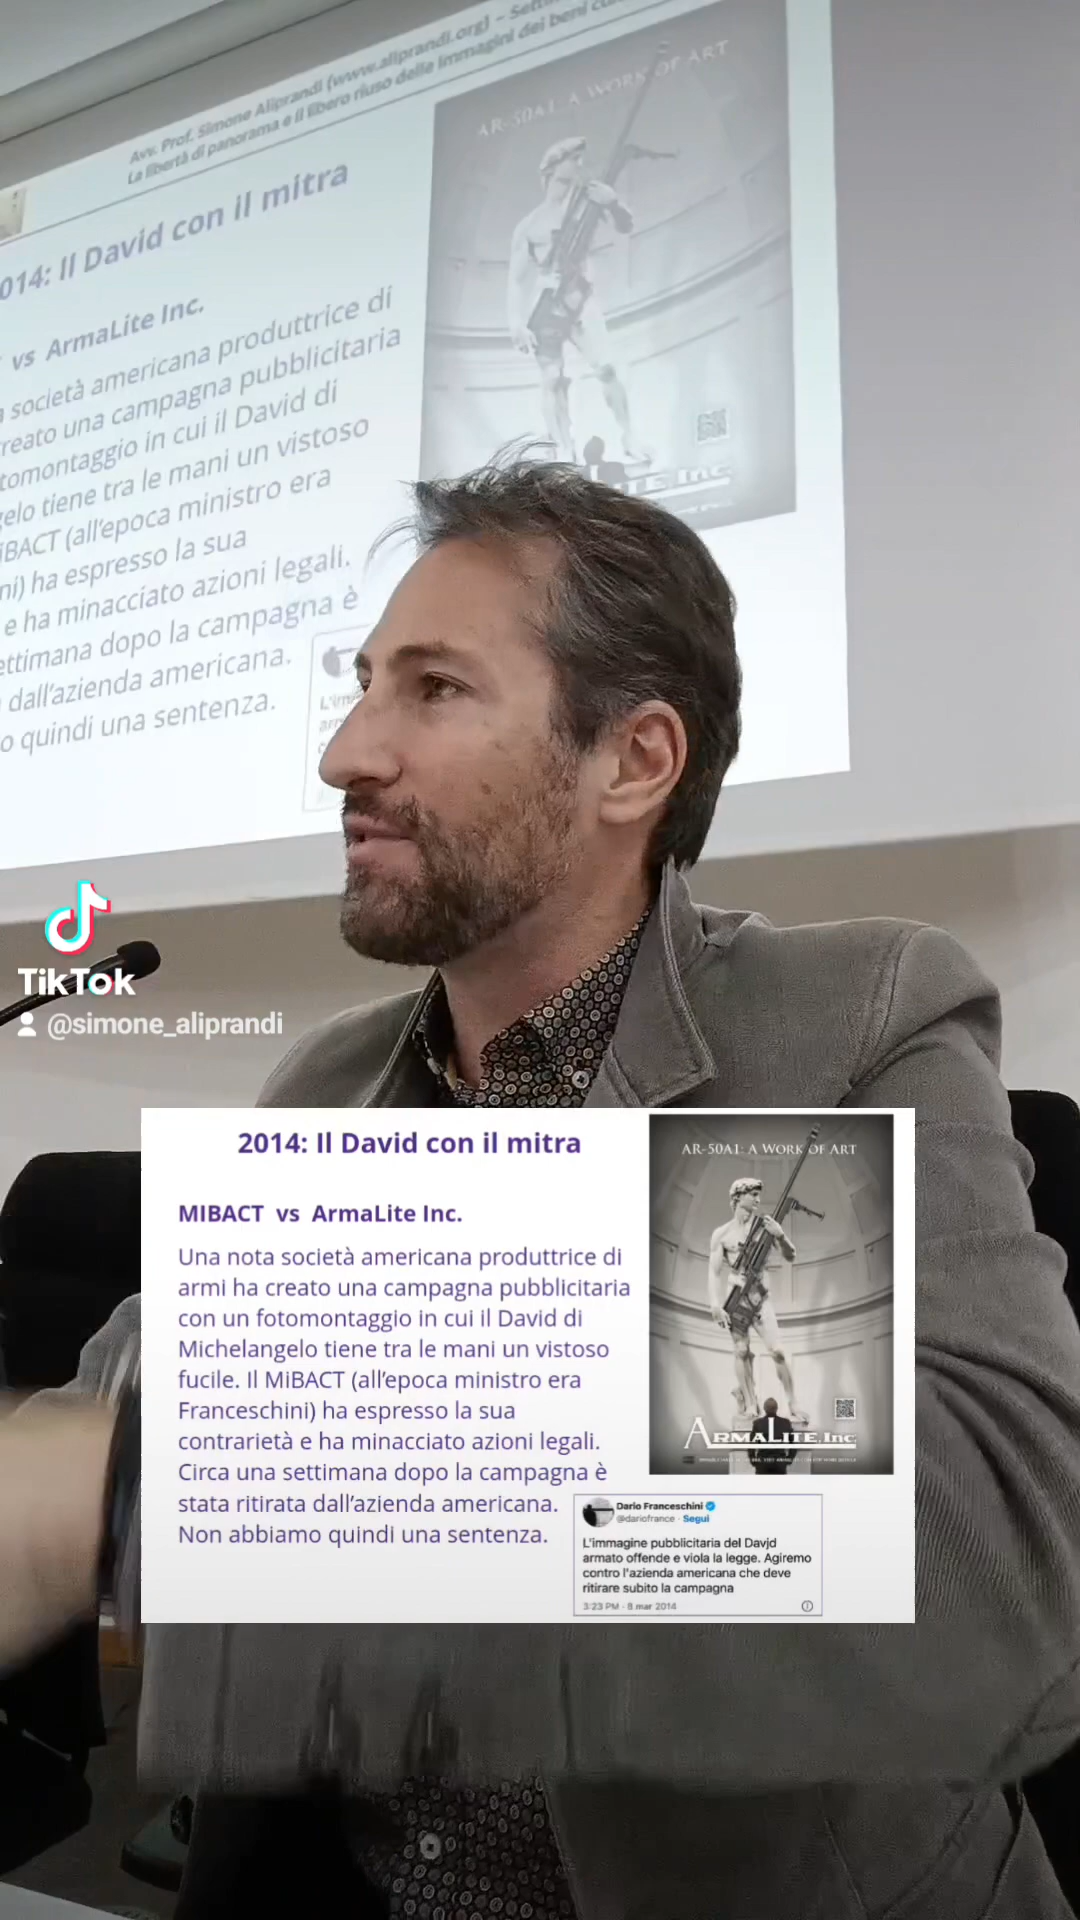 Avv. Prof. Simone Aliprandi (www.aliprandi.org) –
La libertà di panorama e il libero riuso delle immagini dei beni
014: Il David con il mitra
vs ArmaLite Inc.
società americana produttrice di
reato una campagna pubblicitaria
tomontaggio in cui il David di
gelo tiene tra le mani un vistoso
iBACT (all'epoca ministro era
ni) ha espresso la sua
e ha minacciato azioni legali.
ettimana dopo la campagna è
dall'azienda americana.
o quindi una sentenza.
AR-50A1: A WORK OF ART
LITE, Inc.
TikTok
@simone_aliprandi
2014: Il David con il mitra
MIBACT vs ArmaLite Inc.
Una nota società americana produttrice di
armi ha creato una campagna pubblicitaria
con un fotomontaggio in cui il David di
Michelangelo tiene tra le mani un vistoso
fucile. Il MiBACT (all'epoca ministro era
Franceschini) ha espresso la sua
contrarietà e ha minacciato azioni legali.
Circa una settimana dopo la campagna è
stata ritirata dall'azienda americana.
Non abbiamo quindi una sentenza.
AR-50A1: A WORK OF ART
ARMALITE, Inc.
Dario Franceschini
@dariofrance · Segui
L'immagine pubblicitaria del David
armato offende e viola la legge. Agiremo
contro l'azienda americana che deve
ritirare subito la campagna
3:23 PM · 8 mar 2014